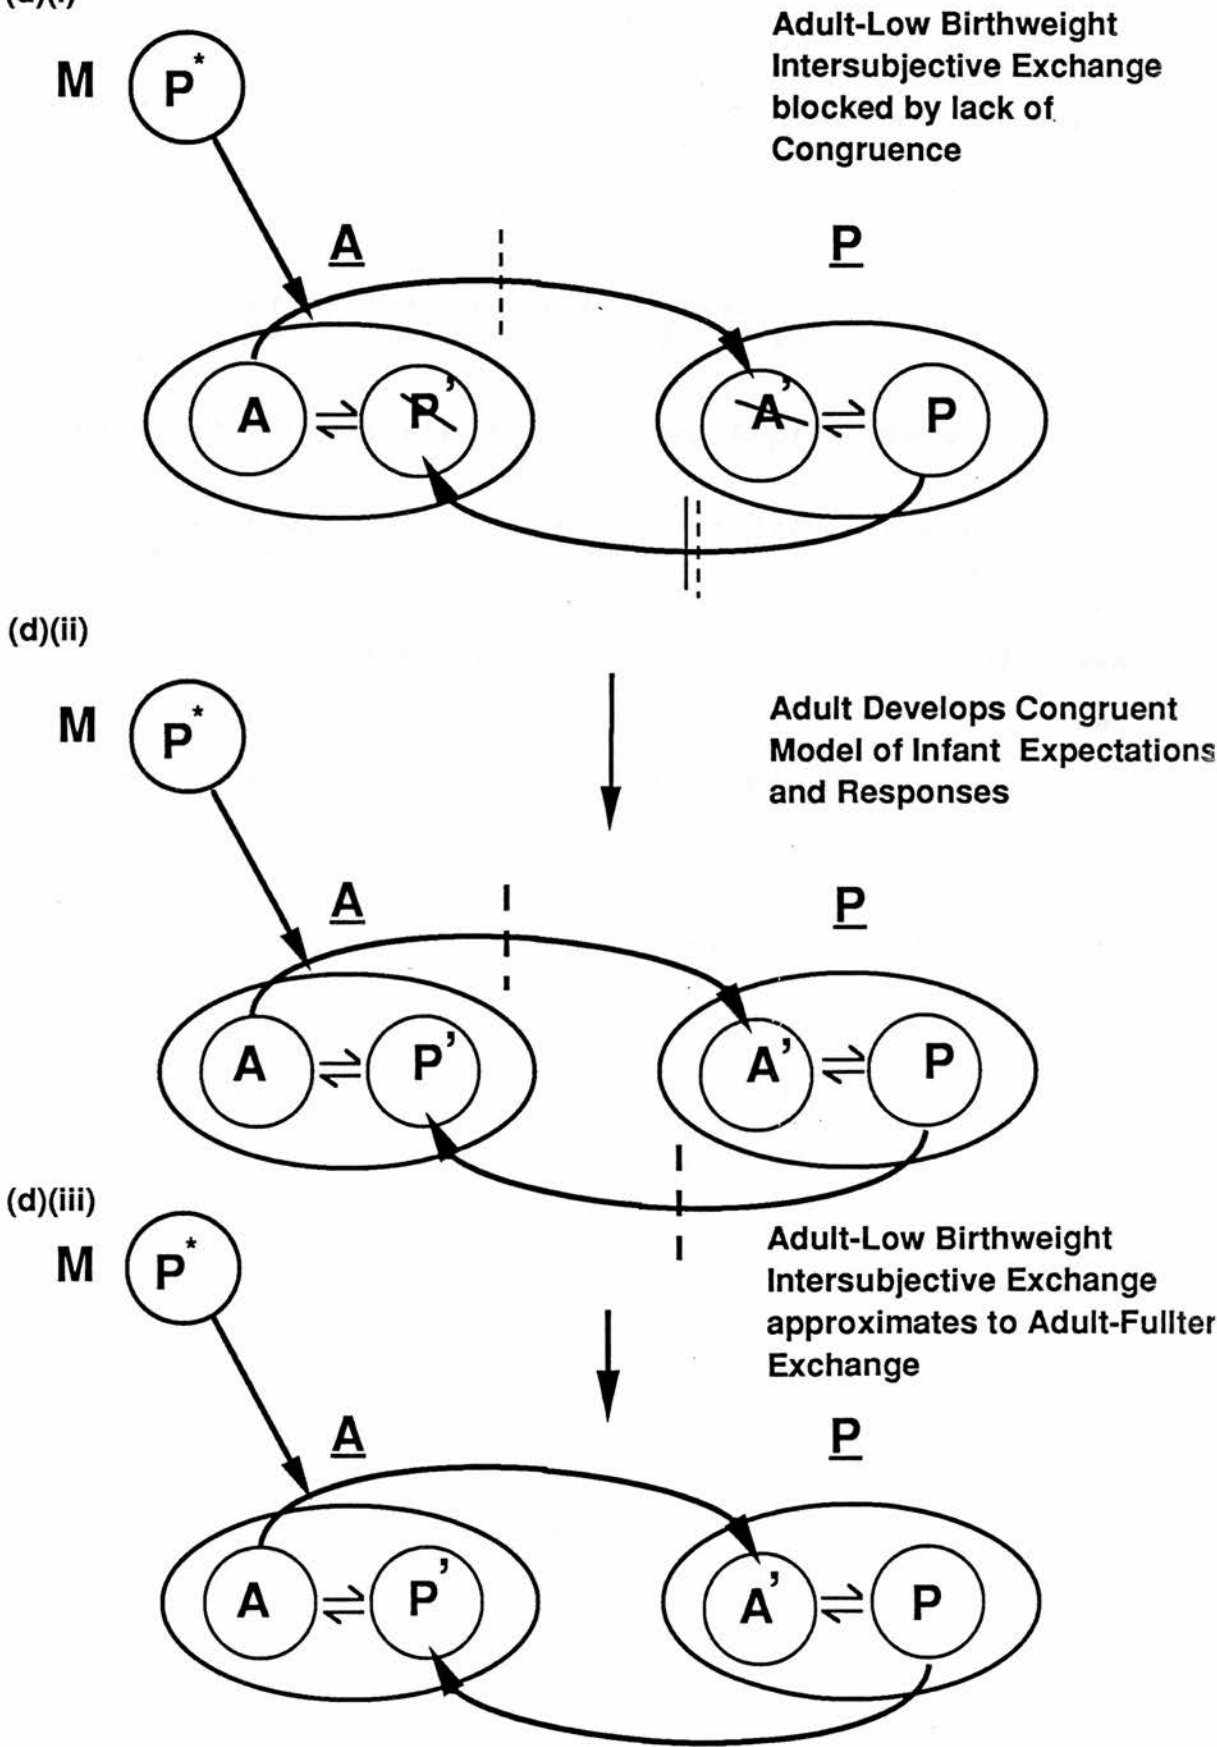 Adult-Low Birthweight
Intersubjective Exchange
blocked by lack of
Congruence
M P*
A P
A ⇌ P' A' ⇌ P
(d)(ii)
M P*
Adult Develops Congruent
Model of Infant Expectations
and Responses
A P
A ⇌ P' A' ⇌ P
(d)(iii)
M P*
Adult-Low Birthweight
Intersubjective Exchange
approximates to Adult-Fullter
Exchange
A P
A ⇌ P' A' ⇌ P